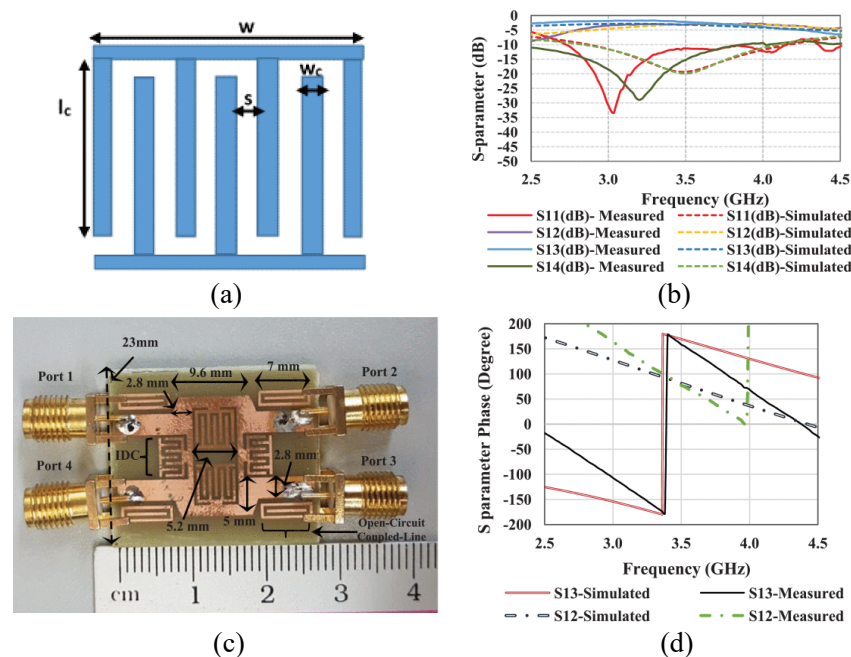 W
lc
s
wc
(a)
S-parameter (dB)
0
-5
-10
-15
-20
-25
-30
-35
-40
-45
-50
2.5 3.0 3.5 4.0 4.5
Frequency (GHz)
S11(dB)- Measured S11(dB)-Simulated
S12(dB)- Measured S12(dB)-Simulated
S13(dB)- Measured S13(dB)-Simulated
S14(dB)- Measured S14(dB)-Simulated
(b)
23mm
9.6 mm
7 mm
Port 1
Port 2
2.8 mm
IDC
Port 4
2.8 mm
Port 3
5.2 mm
5 mm
Open-Circuit
Coupled-Line
cm 1 2 3 4
(c)
S parameter Phase (Degree)
200
150
100
50
0
-50
-100
-150
-200
2.5 3.0 3.5 4.0 4.5
Frequency (GHz)
S13-Simulated S13-Measured
S12-Simulated S12-Measured
(d)